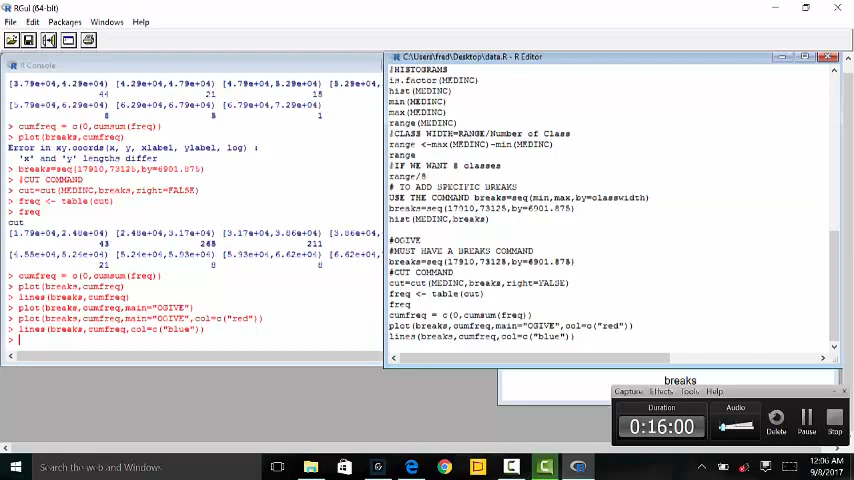 RGui (64-bit)
File Edit Packages Windows Help
R Console
[3.79e+04,4.29e+04) [4.29e+04,4.79e+04) [4.79e+04,5.29e+04) [5.29e+
44 21 15
[5.79e+04,6.29e+04) [6.29e+04,6.79e+04) [6.79e+04,7.29e+04)
8 5 1
> cumfreq = c(0,cumsum(freq))
> plot(breaks,cumfreq)
Error in xy.coords(x, y, xlabel, ylabel, log) :
'x' and 'y' lengths differ
> breaks=seq(17910,73125,by=6901.875)
> #CUT COMMAND
> cut=cut(MEDINC,breaks,right=FALSE)
> freq <- table(cut)
> freq
cut
[1.79e+04,2.48e+04) [2.48e+04,3.17e+04) [3.17e+04,3.86e+04) [3.86e+
43 265 211
[4.55e+04,5.24e+04) [5.24e+04,5.93e+04) [5.93e+04,6.62e+04) [6.62e+
21 8 8
> cumfreq = c(0,cumsum(freq))
> plot(breaks,cumfreq)
> lines(breaks,cumfreq)
> plot(breaks,cumfreq,main="OGIVE")
> plot(breaks,cumfreq,main="OGIVE",col=c("red"))
> lines(breaks,cumfreq,col=c("blue"))
>
C:\Users\fred\Desktop\data.R - R Editor
#HISTOGRAMS
is.factor(MEDINC)
hist(MEDINC)
min(MEDINC)
max(MEDINC)
range(MEDINC)
#CLASS WIDTH=RANGE/Number of Class
range <-max(MEDINC)-min(MEDINC)
range
#IF WE WANT 8 classes
range/8
# TO ADD SPECIFIC BREAKS
USE THE COMMAND breaks=seq(min,max,by=classwidth)
breaks=seq(17910,73125,by=6901.875)
hist(MEDINC,breaks)
#OGIVE
#MUST HAVE A BREAKS COMMAND
breaks=seq(17910,73125,by=6901.875)
#CUT COMMAND
cut=cut(MEDINC,breaks,right=FALSE)
freq <- table(cut)
freq
cumfreq = c(0,cumsum(freq))
plot(breaks,cumfreq,main="OGIVE",col=c("red"))
lines(breaks,cumfreq,col=c("blue"))
breaks
Capture Effects Tools Help
Duration
0:16:00
Audio
Delete
Pause
Stop
Search the web and Windows
12:06 AM
9/8/2017